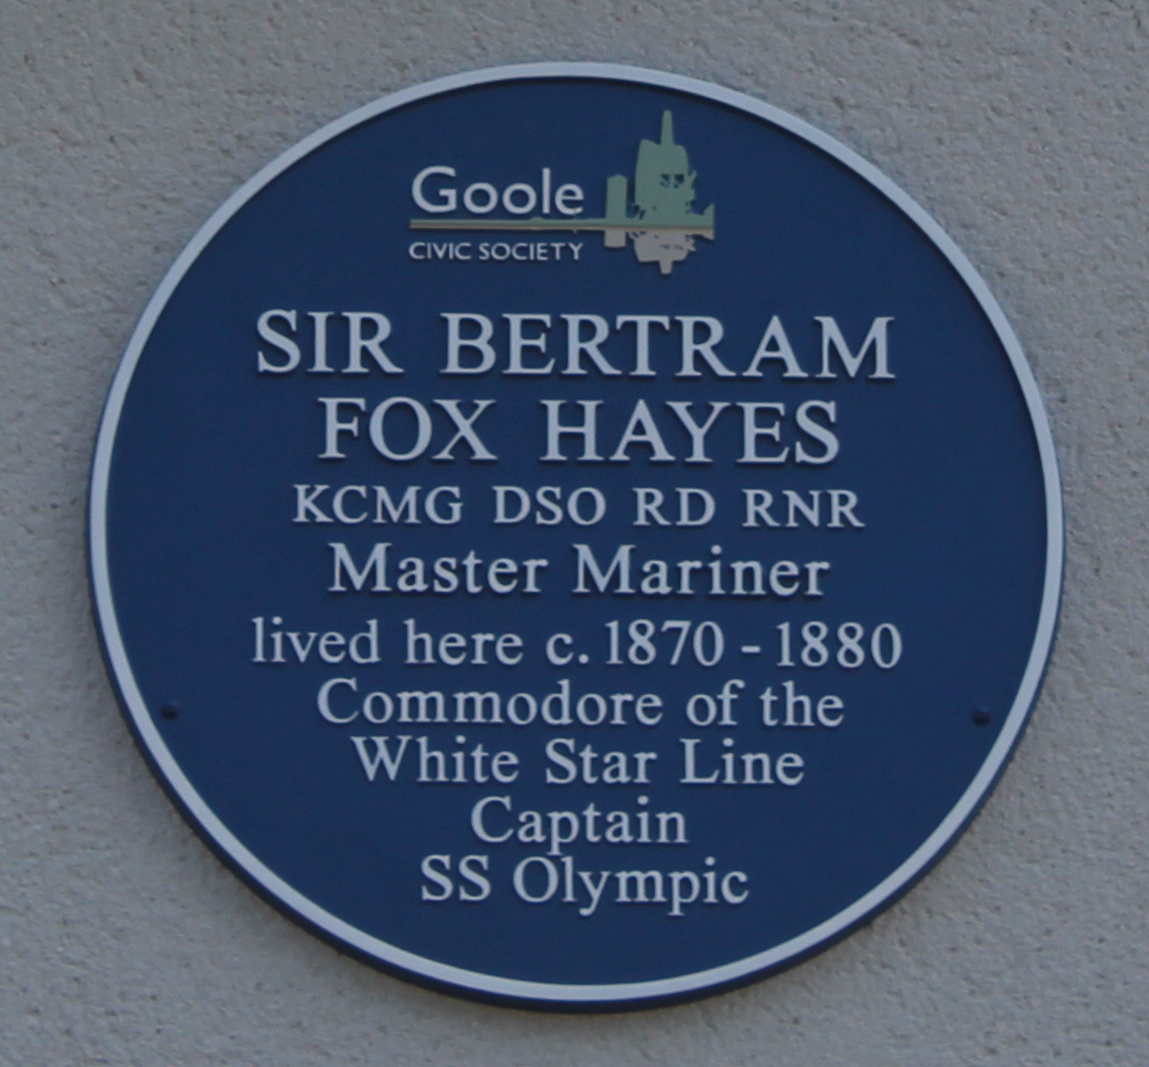 Goole
CIVIC SOCIETY
SIR BERTRAM
FOX HAYES
KCMG DSO RD RNR
Master Mariner
lived here c. 1870 - 1880
Commodore of the
White Star Line
Captain
SS Olympic